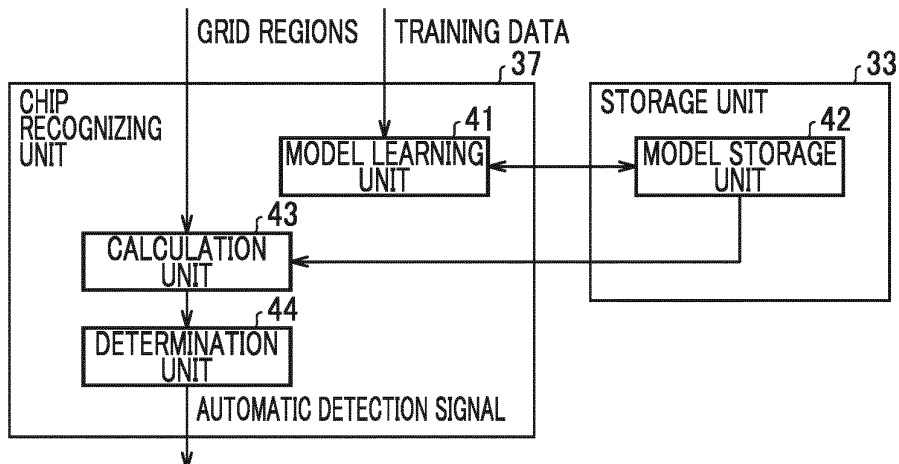 GRID REGIONS
TRAINING DATA
37
33
CHIP
RECOGNIZING
UNIT
STORAGE UNIT
41
42
MODEL LEARNING
UNIT
MODEL STORAGE
UNIT
43
CALCULATION
UNIT
44
DETERMINATION
UNIT
AUTOMATIC DETECTION SIGNAL